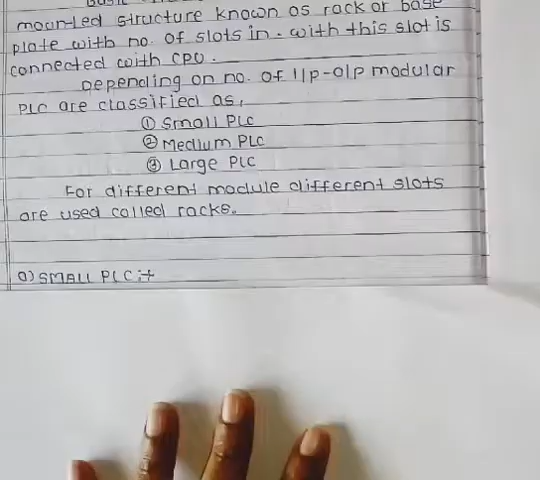 mounted structure known as rack or base
plate with no. of slots in. with this slot is
connected with CPU.
Depending on no. of I/p-o/p modular
PLC are classified as,
① Small PLC
② Medium PLC
③ Large PLC
For different module different slots
are used called racks.
a) SMALL PLC :+